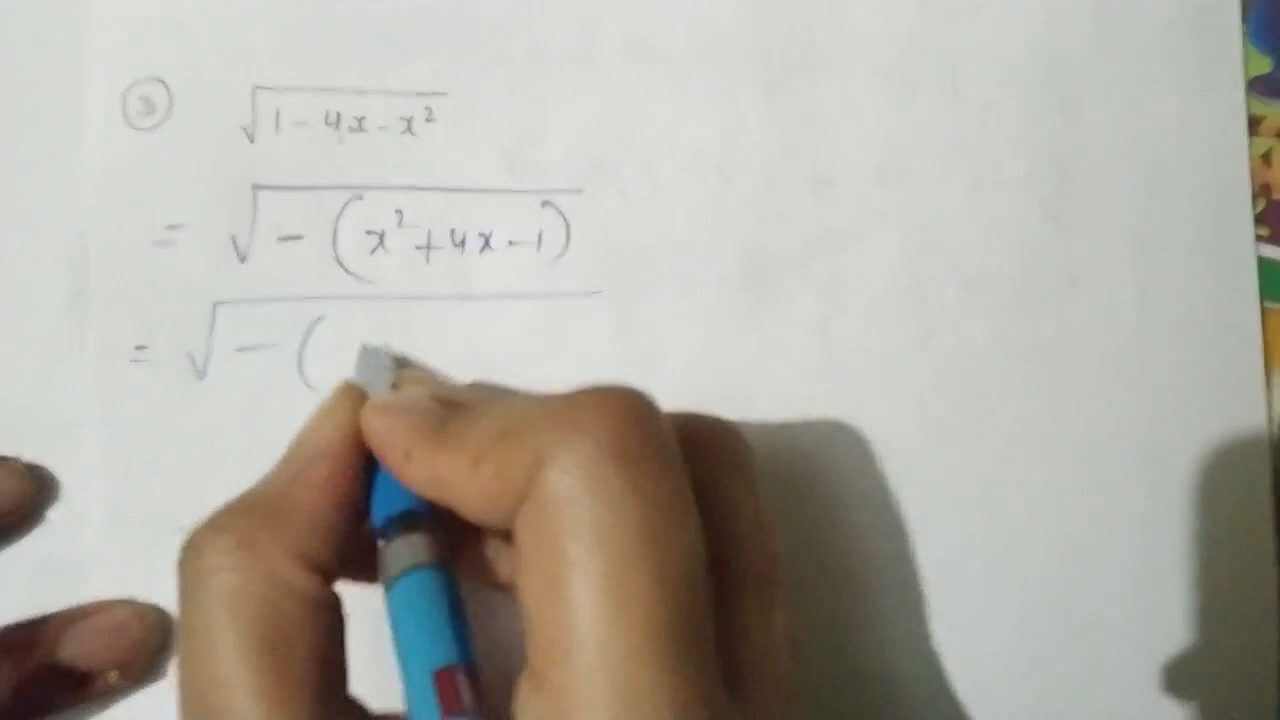 ③ √(1 - 4x - x²)
= √(-(x² + 4x - 1))
= √(-(